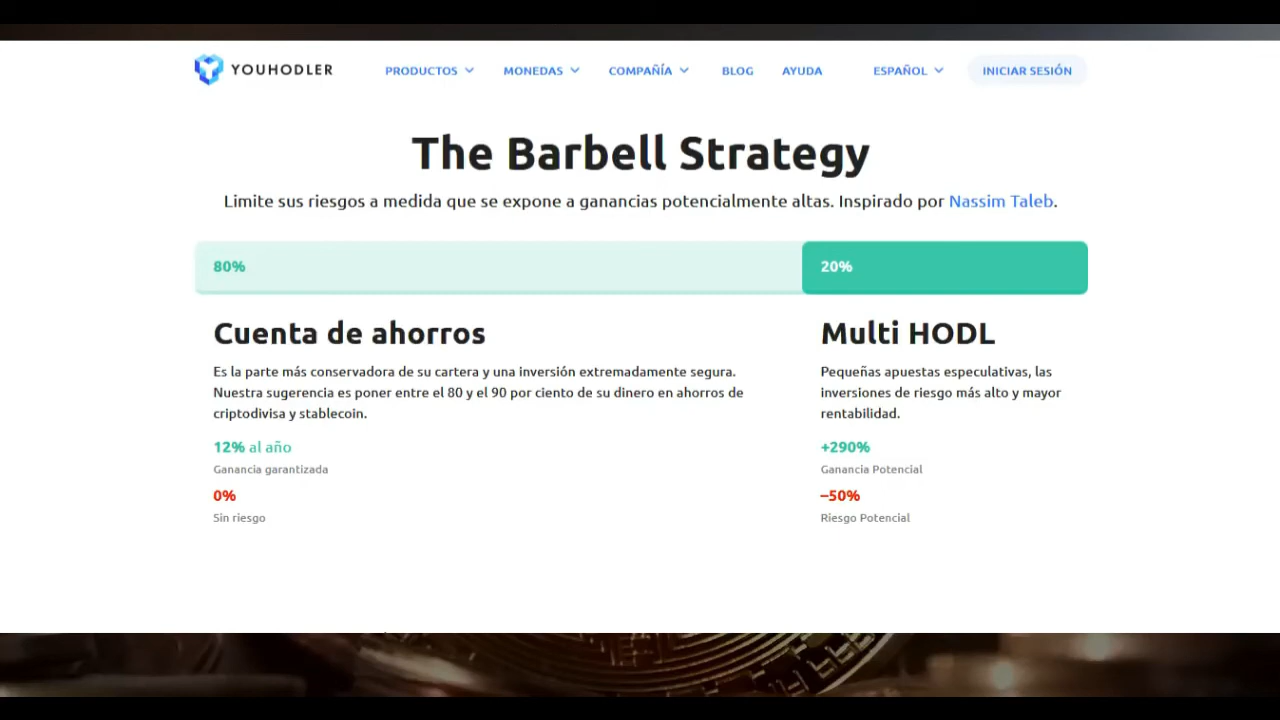 YOUHODLER PRODUCTOS MONEDAS COMPAÑÍA BLOG AYUDA ESPAÑOL INICIAR SESIÓN
The Barbell Strategy
Limite sus riesgos a medida que se expone a ganancias potencialmente altas. Inspirado por Nassim Taleb.
80%
20%
Cuenta de ahorros
Es la parte más conservadora de su cartera y una inversión extremadamente segura.
Nuestra sugerencia es poner entre el 80 y el 90 por ciento de su dinero en ahorros de
criptodivisa y stablecoin.
12% al año
Ganancia garantizada
0%
Sin riesgo
Multi HODL
Pequeñas apuestas especulativas, las
inversiones de riesgo más alto y mayor
rentabilidad.
+290%
Ganancia Potencial
–50%
Riesgo Potencial